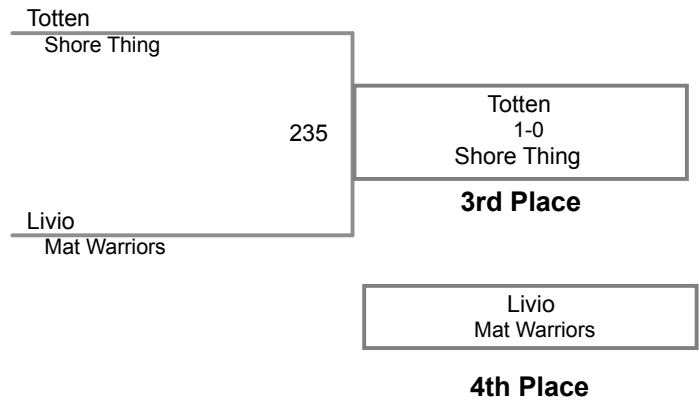 Totten
Shore Thing
235
Totten
1-0
Shore Thing
3rd Place
Livio
Mat Warriors
Livio
Mat Warriors
4th Place